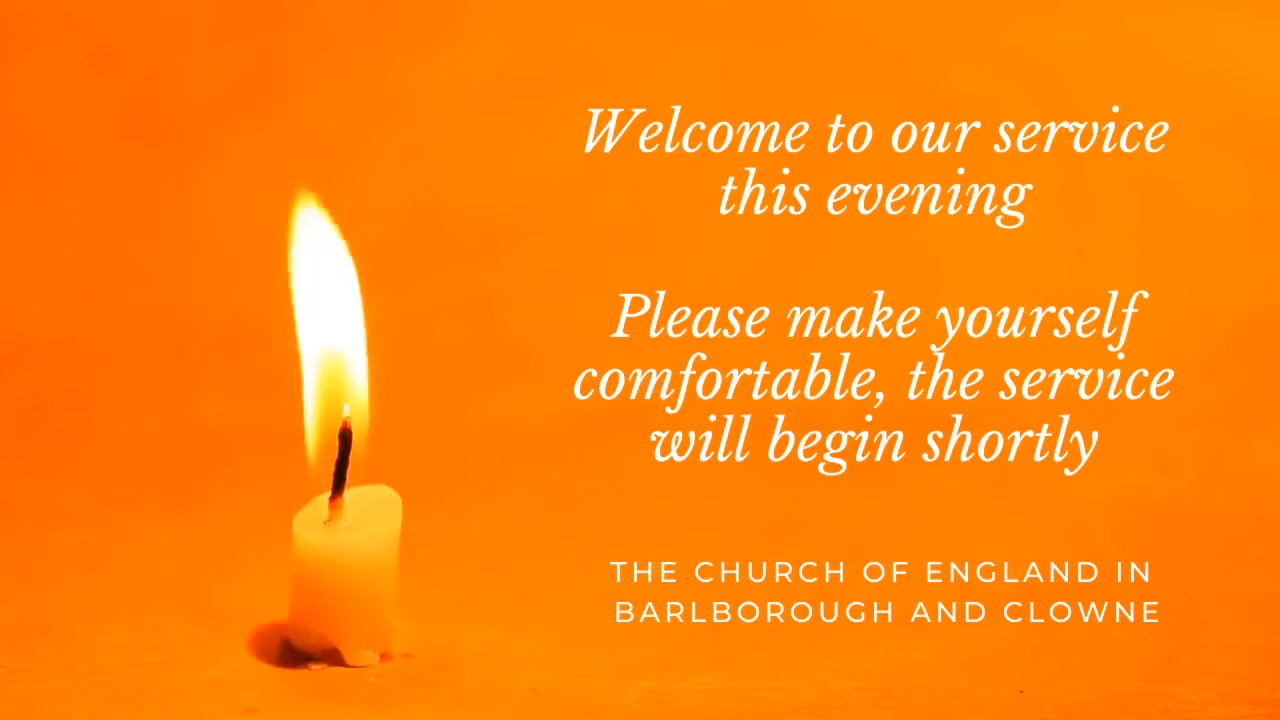 Welcome to our service
this evening
Please make yourself
comfortable, the service
will begin shortly
THE CHURCH OF ENGLAND IN
BARLBOROUGH AND CLOWNE